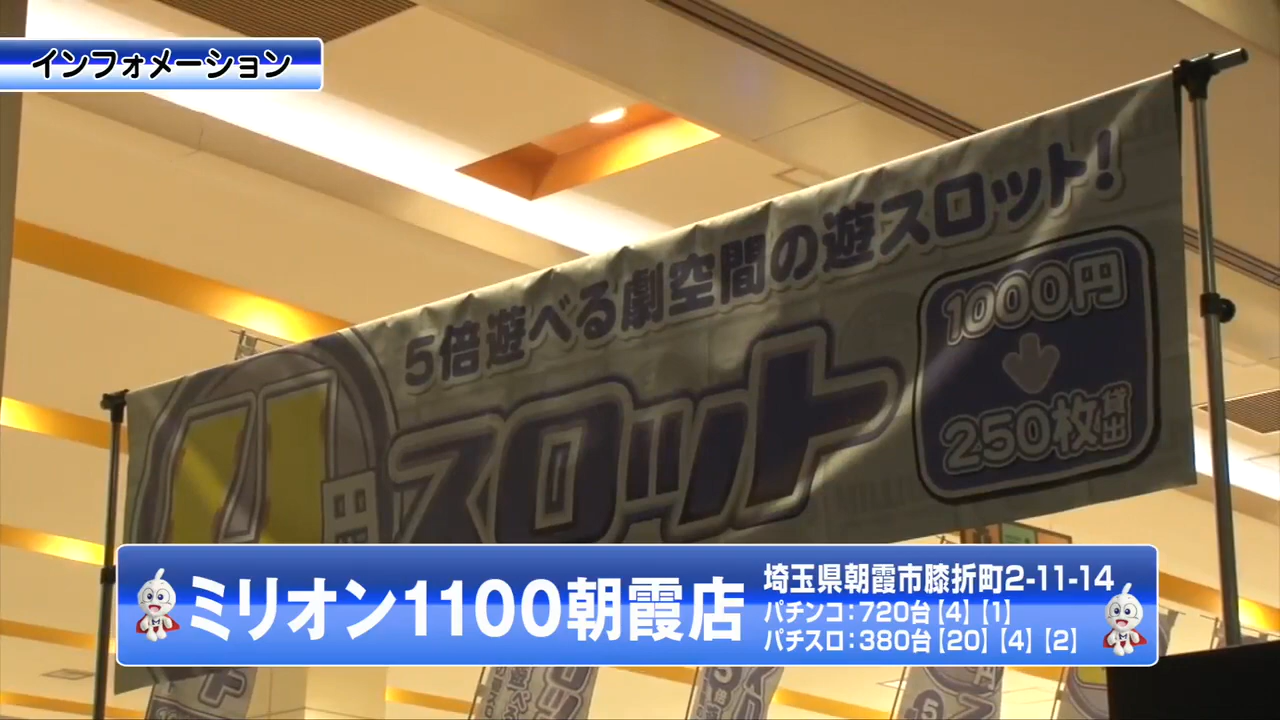 インフォメーション
5倍遊べる劇空間の遊スロット!
4円スロット
1000円
250枚貸出
ミリオン1100朝霞店
埼玉県朝霞市膝折町2-11-14
パチンコ:720台【4】【1】
パチスロ:380台【20】【4】【2】